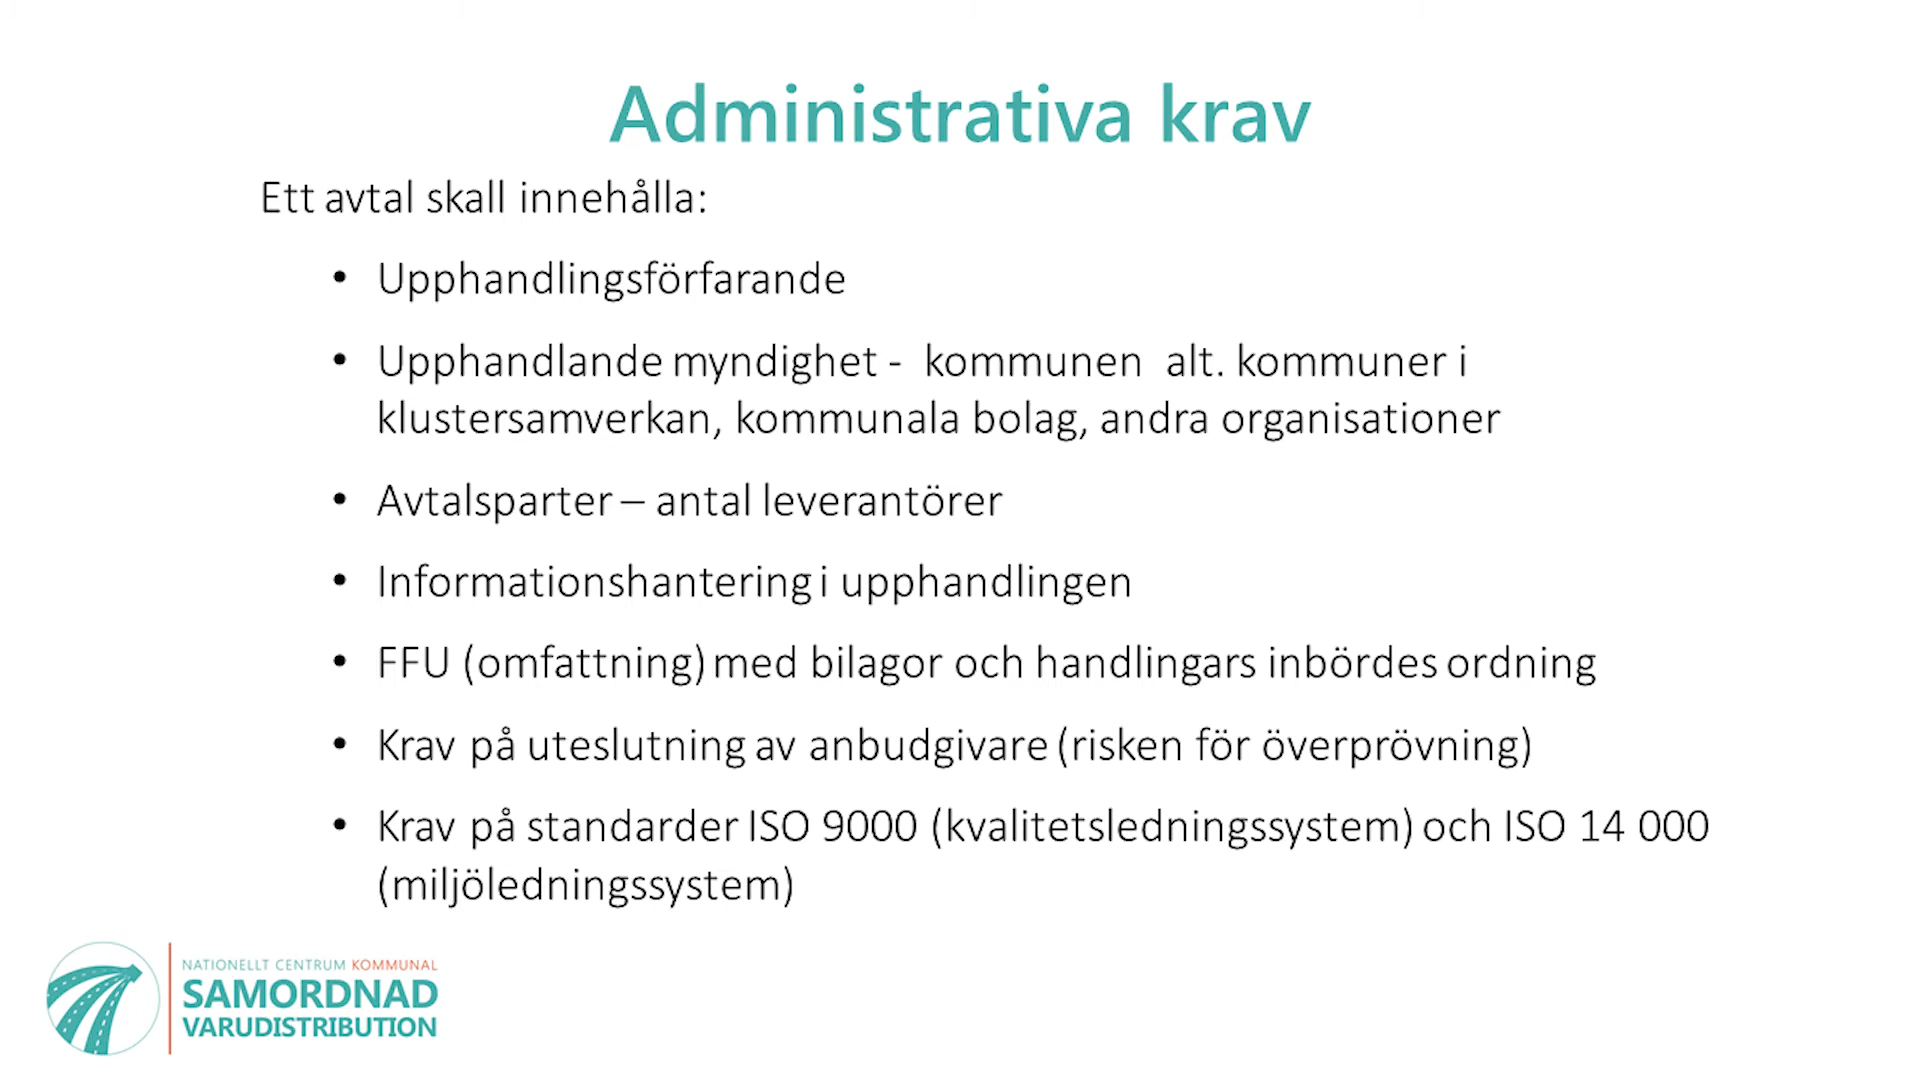 Administrativa krav
Ett avtal skall innehålla:
• Upphandlingsförfarande
• Upphandlande myndighet - kommunen alt. kommuner i
klustersamverkan, kommunala bolag, andra organisationer
• Avtalsparter – antal leverantörer
• Informationshantering i upphandlingen
• FFU (omfattning) med bilagor och handlingars inbördes ordning
• Krav på uteslutning av anbudgivare (risken för överprövning)
• Krav på standarder ISO 9000 (kvalitetsledningssystem) och ISO 14 000
(miljöledningssystem)
NATIONELLT CENTRUM KOMMUNAL
SAMORDNAD
VARUDISTRIBUTION